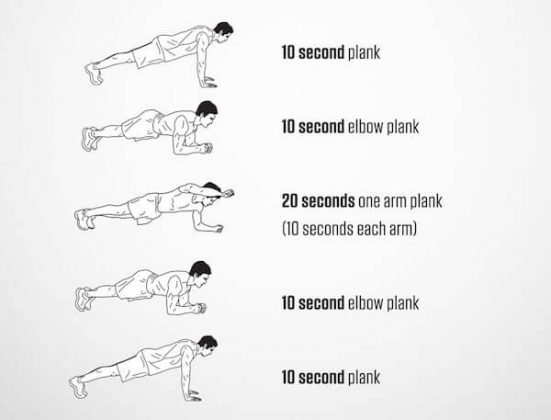 10 second plank
10 second elbow plank
20 seconds one arm plank
(10 seconds each arm)
10 second elbow plank
10 second plank